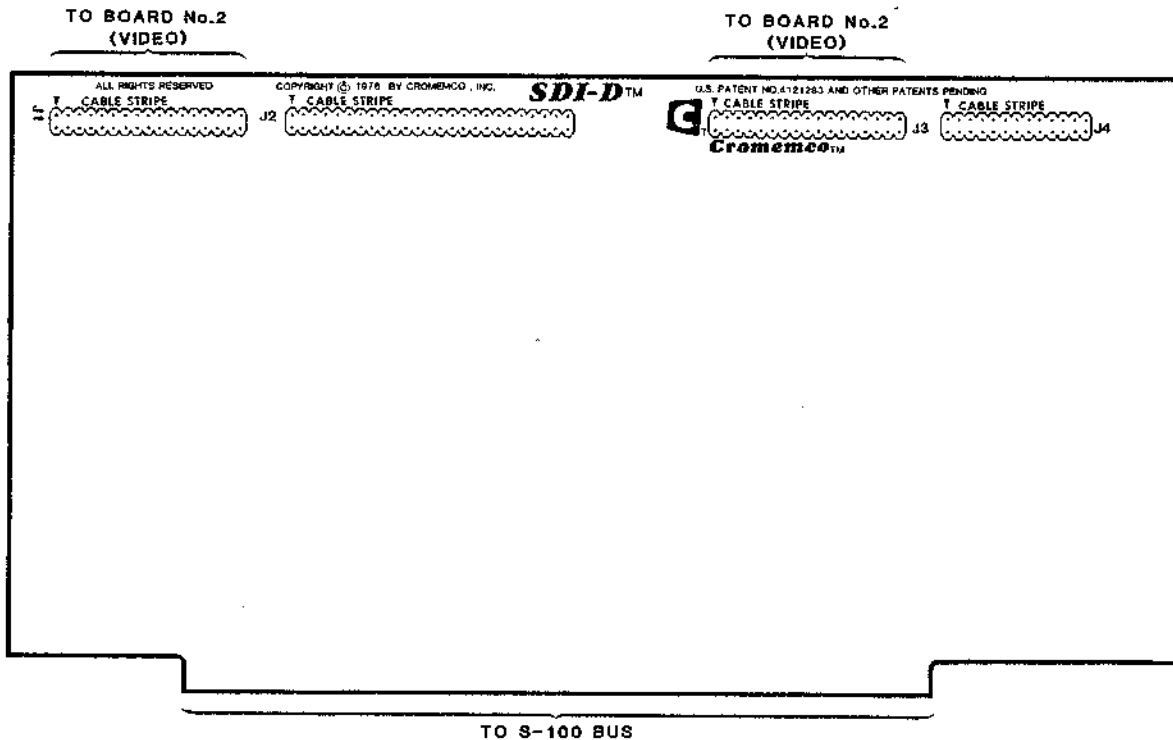 TO BOARD No.2
(VIDEO)
TO BOARD No.2
(VIDEO)
ALL RIGHTS RESERVED
COPYRIGHT © 1978 BY CROMEMCO, INC.
SDI-D™
U.S. PATENT NO.4121283 AND OTHER PATENTS PENDING
J1
CABLE STRIPE
J2
CABLE STRIPE
C
CABLE STRIPE
J3
CABLE STRIPE
J4
Cromemco™
TO S-100 BUS